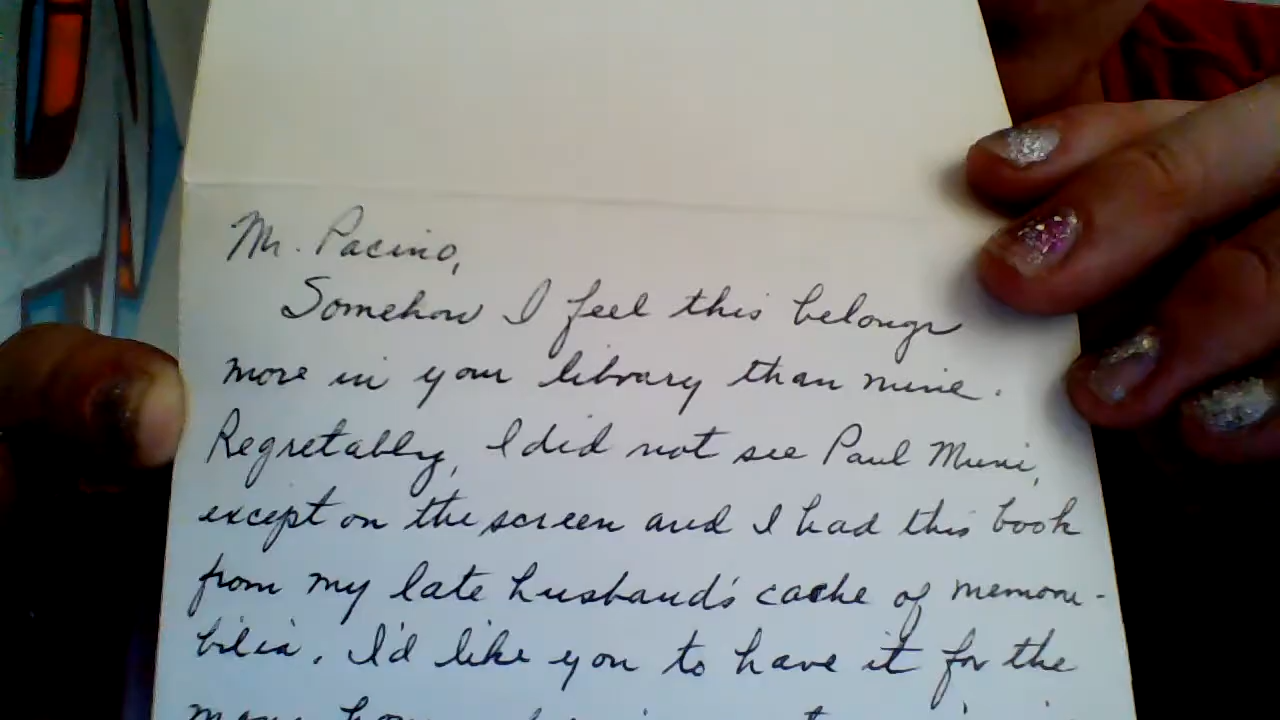 Mr. Pacino,
Somehow I feel this belongs
more in your library than mine.
Regretably, I did not see Paul Muni,
except on the screen and I had this book
from my late husband's cache of memora-
bilia. I'd like you to have it for the